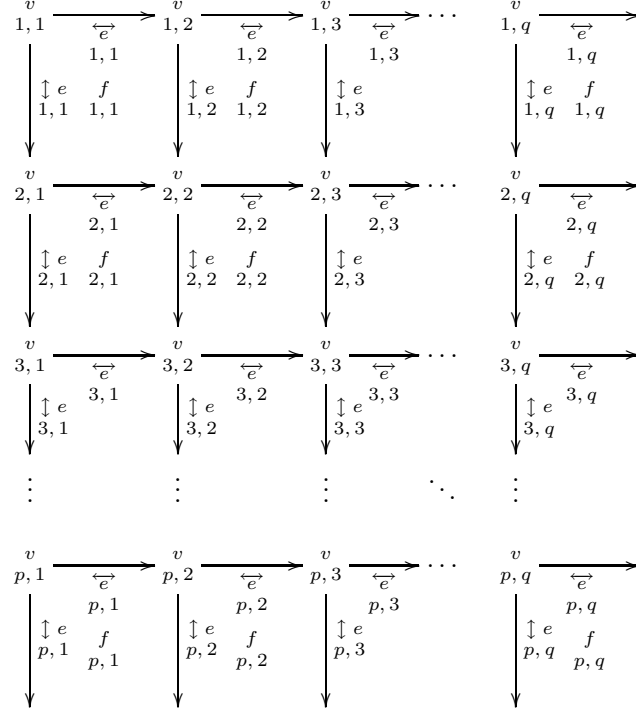 v v v v
1, 1 1, 2 1, 3 ··· 1, q
↔e ↔e ↔e ↔e
1, 1 1, 2 1, 3 1, q
↕ e f ↕ e f ↕ e ↕ e f
1, 1 1, 1 1, 2 1, 2 1, 3 1, q 1, q
v v v v
2, 1 2, 2 2, 3 ··· 2, q
↔e ↔e ↔e ↔e
2, 1 2, 2 2, 3 2, q
↕ e f ↕ e f ↕ e ↕ e f
2, 1 2, 1 2, 2 2, 2 2, 3 2, q 2, q
v v v v
3, 1 3, 2 3, 3 ··· 3, q
↔e ↔e ↔e ↔e
3, 1 3, 2 3, 3 3, q
↕ e ↕ e ↕ e ↕ e
3, 1 3, 2 3, 3 3, q
⋮ ⋮ ⋮ ⋱ ⋮
v v v v
p, 1 p, 2 p, 3 ··· p, q
↔e ↔e ↔e ↔e
p, 1 p, 2 p, 3 p, q
↕ e f ↕ e f ↕ e ↕ e f
p, 1 p, 1 p, 2 p, 2 p, 3 p, q p, q